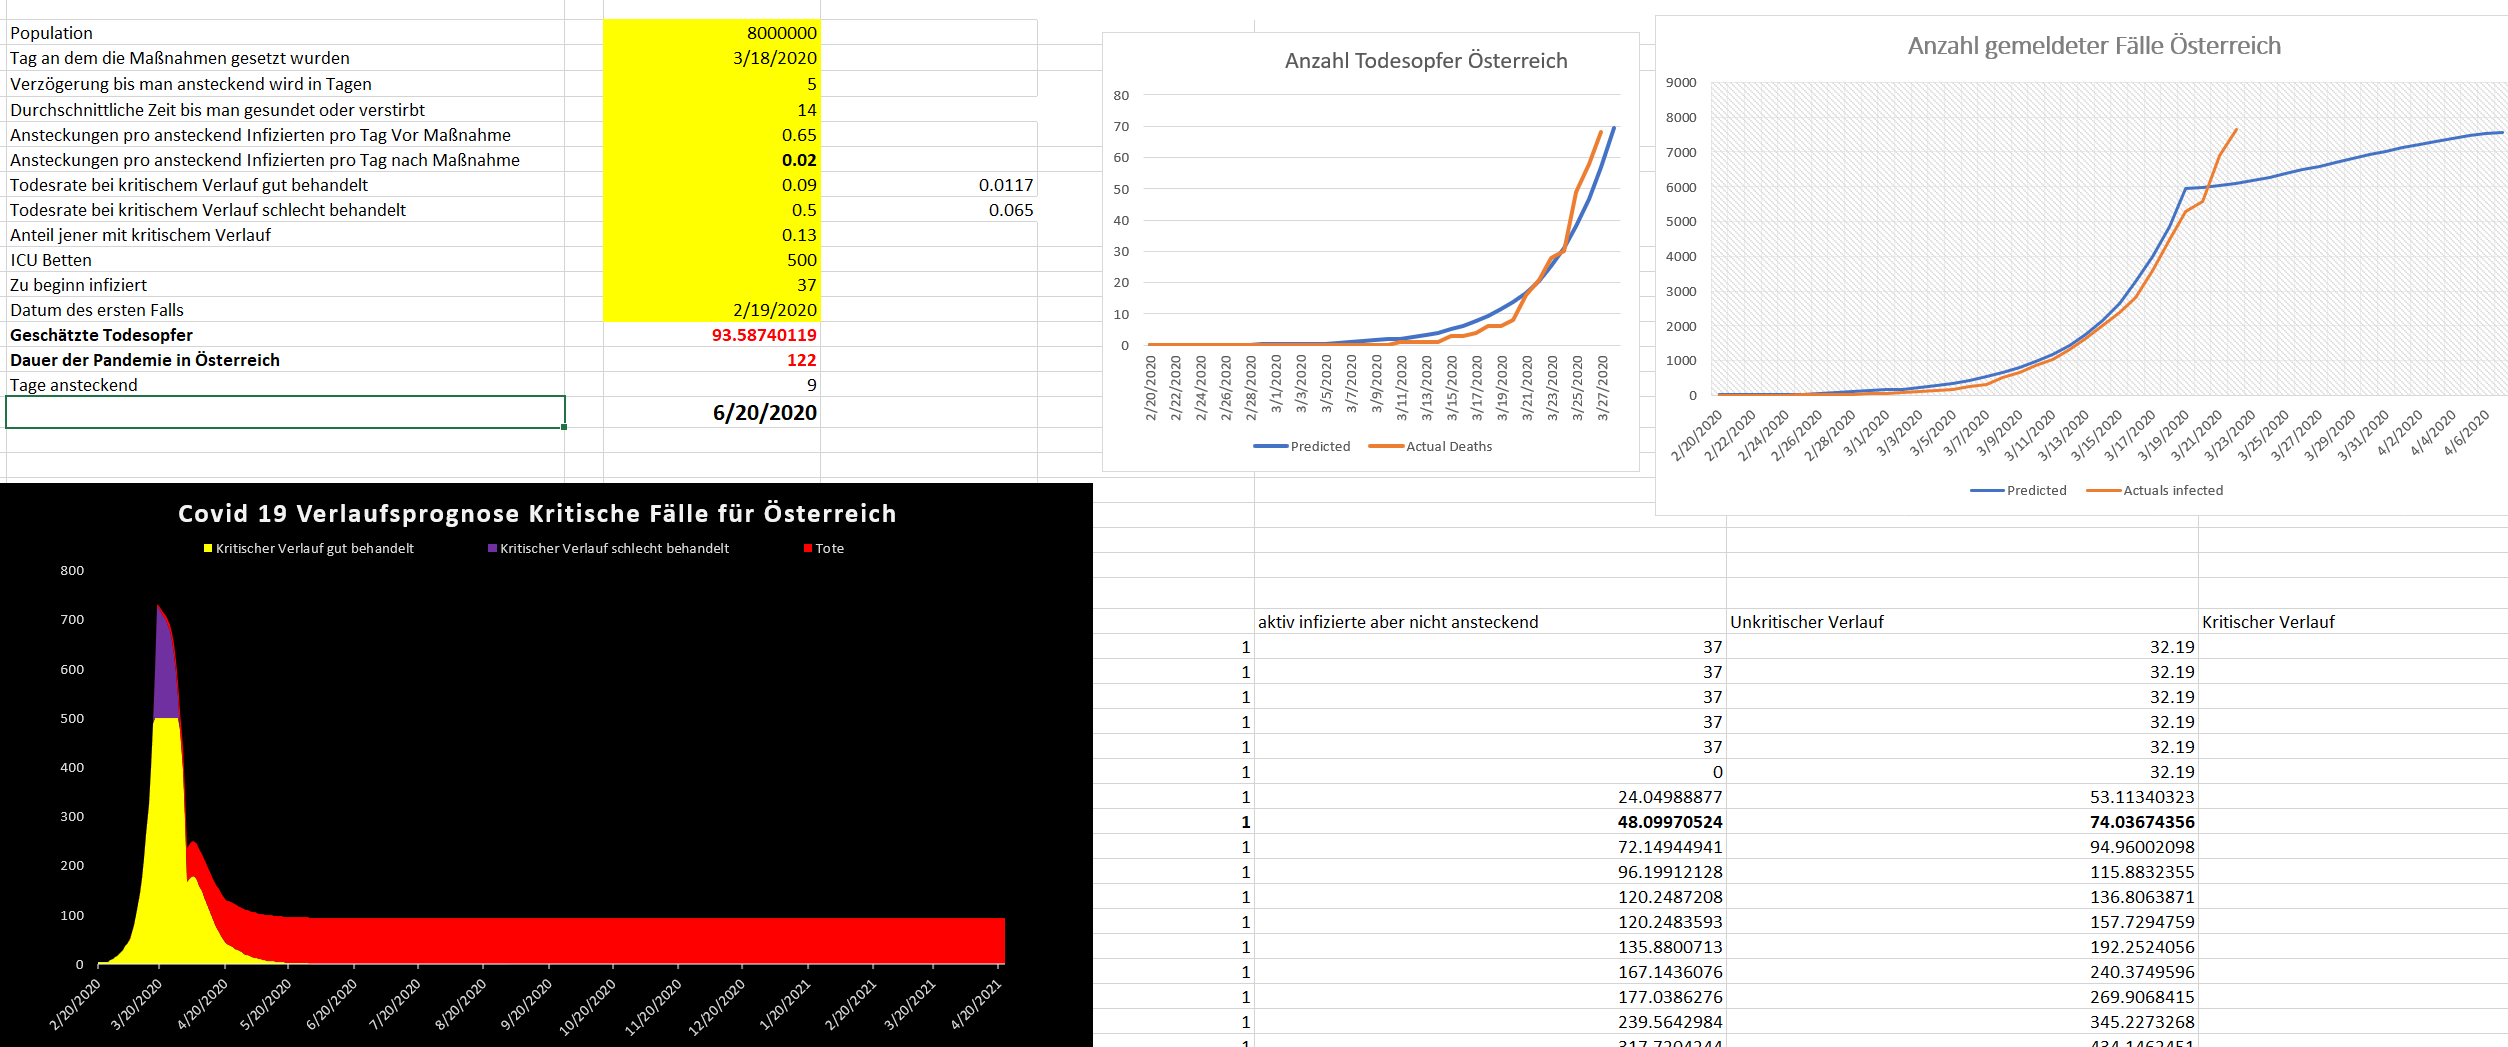 Population 8000000
Tag an dem die Maßnahmen gesetzt wurden 3/18/2020
Verzögerung bis man ansteckend wird in Tagen 5
Durchschnittliche Zeit bis man gesundet oder verstirbt 14
Ansteckungen pro ansteckend Infizierten pro Tag Vor Maßnahme 0.65
Ansteckungen pro ansteckend Infizierten pro Tag nach Maßnahme 0.02
Todesrate bei kritischem Verlauf gut behandelt 0.09 0.0117
Todesrate bei kritischem Verlauf schlecht behandelt 0.5 0.065
Anteil jener mit kritischem Verlauf 0.13
ICU Betten 500
Zu beginn infiziert 37
Datum des ersten Falls 2/19/2020
Geschätzte Todesopfer 93.58740119
Dauer der Pandemie in Österreich 122
Tage ansteckend 9
6/20/2020
Anzahl Todesopfer Österreich
80
70
60
50
40
30
20
10
0
2/20/2020 2/22/2020 2/24/2020 2/26/2020 2/28/2020 3/1/2020 3/3/2020 3/5/2020 3/7/2020 3/9/2020 3/11/2020 3/13/2020 3/15/2020 3/17/2020 3/19/2020 3/21/2020 3/23/2020 3/25/2020 3/27/2020
Predicted Actual Deaths
Anzahl gemeldeter Fälle Österreich
9000
8000
7000
6000
5000
4000
3000
2000
1000
0
2/20/2020 2/22/2020 2/24/2020 2/26/2020 2/28/2020 3/1/2020 3/3/2020 3/5/2020 3/7/2020 3/9/2020 3/11/2020 3/13/2020 3/15/2020 3/17/2020 3/19/2020 3/21/2020 3/23/2020 3/25/2020 3/27/2020 3/29/2020 3/31/2020 4/2/2020 4/4/2020 4/6/2020
Predicted Actuals infected
Covid 19 Verlaufsprognose Kritische Fälle für Österreich
Kritischer Verlauf gut behandelt Kritischer Verlauf schlecht behandelt Tote
800
700
600
500
400
300
200
100
0
2/20/2020 3/20/2020 4/20/2020 5/20/2020 6/20/2020 7/20/2020 8/20/2020 9/20/2020 10/20/2020 11/20/2020 12/20/2020 1/20/2021 2/20/2021 3/20/2021 4/20/2021
aktiv infizierte aber nicht ansteckend Unkritischer Verlauf Kritischer Verlauf
1 37 32.19
1 37 32.19
1 37 32.19
1 37 32.19
1 37 32.19
1 0 32.19
1 24.04988877 53.11340323
1 48.09970524 74.03674356
1 72.14944941 94.96002098
1 96.19912128 115.8832355
1 120.2487208 136.8063871
1 120.2483593 157.7294759
1 135.8800713 192.2524056
1 167.1436076 240.3749596
1 177.0386276 269.9068415
1 239.5642984 345.2273268